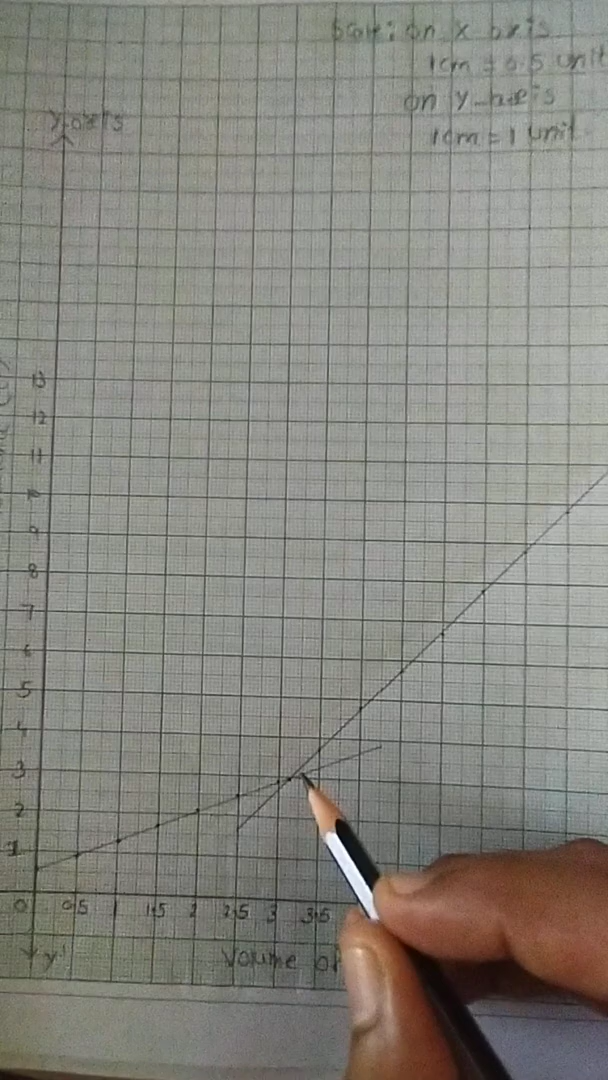 Scale: on x axis
1cm = 0.5 unit
on y-axis
1cm = 1 unit
y-axis
13
12
11
10
9
8
7
6
5
4
3
2
1
0 0.5 1 1.5 2 2.5 3 3.5
y'
Volume of